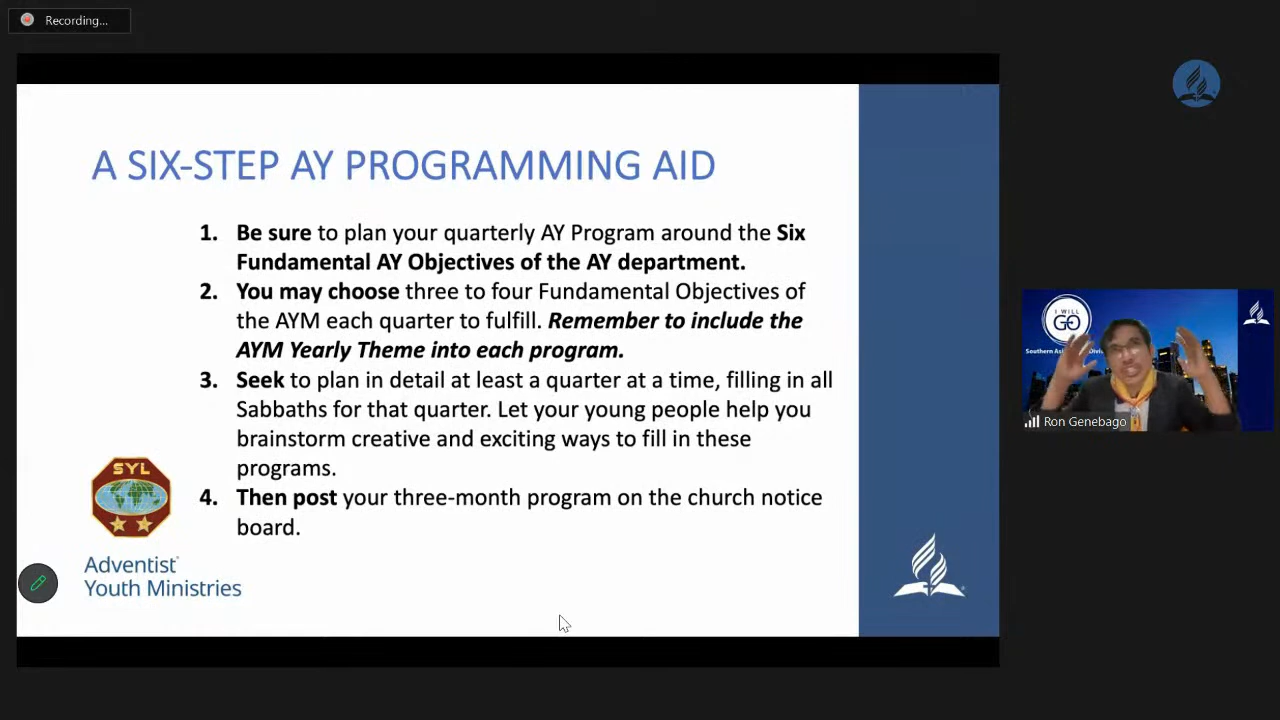 Recording...
A SIX-STEP AY PROGRAMMING AID
1. Be sure to plan your quarterly AY Program around the Six
Fundamental AY Objectives of the AY department.
2. You may choose three to four Fundamental Objectives of
the AYM each quarter to fulfill. Remember to include the
AYM Yearly Theme into each program.
3. Seek to plan in detail at least a quarter at a time, filling in all
Sabbaths for that quarter. Let your young people help you
brainstorm creative and exciting ways to fill in these
programs.
4. Then post your three-month program on the church notice
board.
SYL
Adventist
Youth Ministries
I WILL
GO
Southern As
Ron Genebago